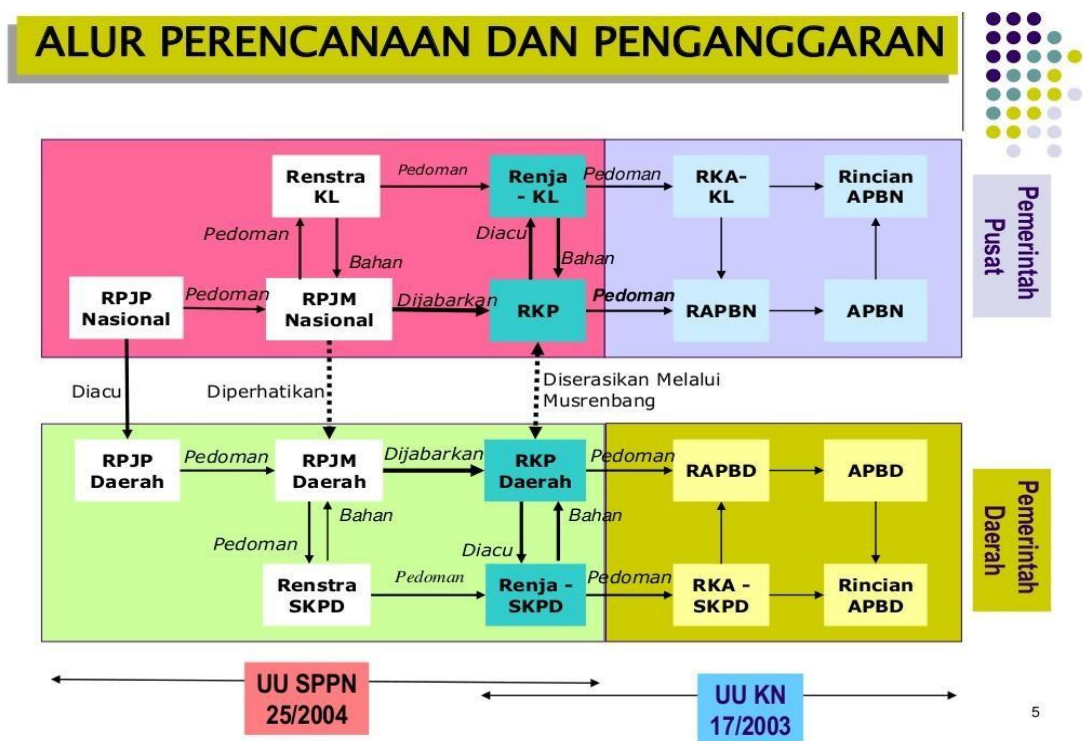 ALUR PERENCANAAN DAN PENGANGGARAN
Renstra
KL
Pedoman
Renja
- KL
Pedoman
RKA-
KL
Rincian
APBN
Pedoman
Bahan
Diacu
Bahan
RPJP
Nasional
Pedoman
RPJM
Nasional
Dijabarkan
RKP
Pedoman
RAPBN
APBN
Pemerintah
Pusat
Diacu
Diperhatikan
Diserasikan Melalui
Musrenbang
RPJP
Daerah
Pedoman
RPJM
Daerah
Dijabarkan
RKP
Daerah
Pedoman
RAPBD
APBD
Pedoman
Bahan
Diacu
Bahan
Renstra
SKPD
Pedoman
Renja -
SKPD
Pedoman
RKA -
SKPD
Rincian
APBD
Pemerintah
Daerah
UU SPPN
25/2004
UU KN
17/2003
5